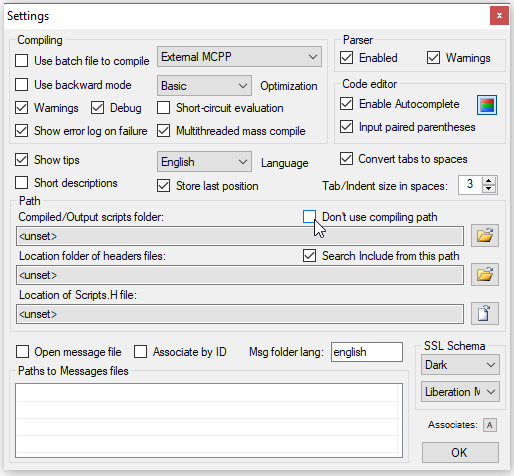 Settings
x
Compiling
Use batch file to compile
External MCPP
Use backward mode
Basic
Optimization
Warnings
Debug
Short-circuit evaluation
Show error log on failure
Multithreaded mass compile
Parser
Enabled
Warnings
Code editor
Enable Autocomplete
Input paired parentheses
Show tips
English
Language
Convert tabs to spaces
Short descriptions
Store last position
Tab/Indent size in spaces:
3
Path
Compiled/Output scripts folder:
Don't use compiling path
<unset>
Location folder of headers files:
Search Include from this path
<unset>
Location of Scripts.H file:
<unset>
Open message file
Associate by ID
Msg folder lang:
english
Paths to Messages files
SSL Schema
Dark
Liberation M
Associates:
A
OK